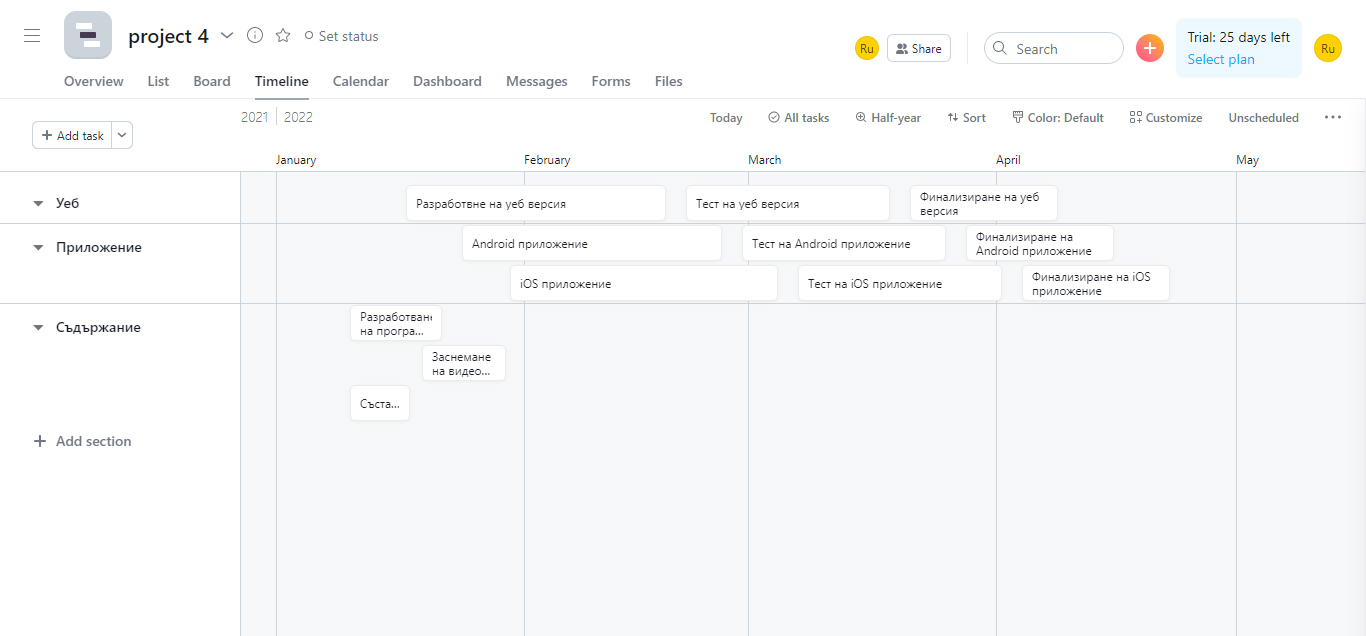 project 4
Set status
Ru
Share
Search
Trial: 25 days left
Select plan
Ru
Overview
List
Board
Timeline
Calendar
Dashboard
Messages
Forms
Files
Add task
2021
2022
Today
All tasks
Half-year
Sort
Color: Default
Customize
Unscheduled
January
February
March
April
May
Уеб
Разработвне на уеб версия
Тест на уеб версия
Финализиране на уеб
версия
Приложение
Android приложение
Тест на Android приложение
Финализиране на
Android приложение
iOS приложение
Тест на iOS приложение
Финализиране на iOS
приложение
Съдържание
Разработван
на програ...
Заснемане
на видео...
Съста...
Add section